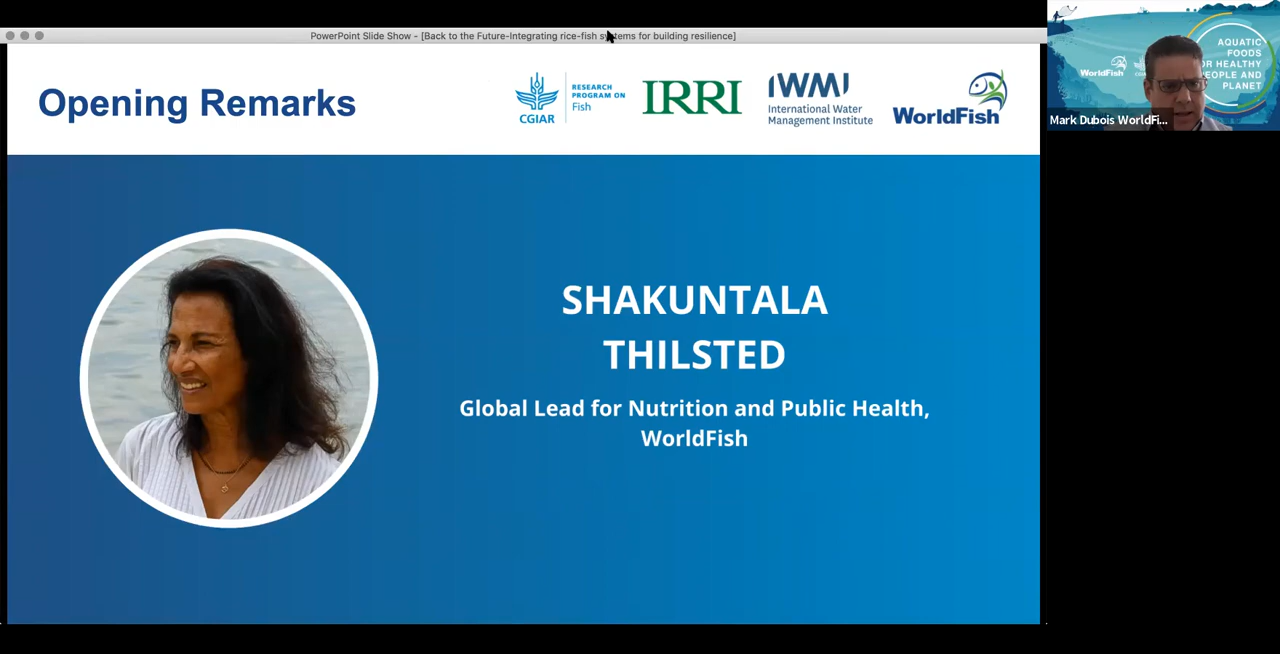 PowerPoint Slide Show - [Back to the Future-Integrating rice-fish systems for building resilience]
Opening Remarks
CGIAR
RESEARCH
PROGRAM ON
Fish
IRRI
IWMI
International Water
Management Institute
WorldFish
SHAKUNTALA
THILSTED
Global Lead for Nutrition and Public Health,
WorldFish
WorldFish
AQUATIC
FOODS
OR HEALTHY
PEOPLE AND
PLANET
Mark Dubois WorldFi...